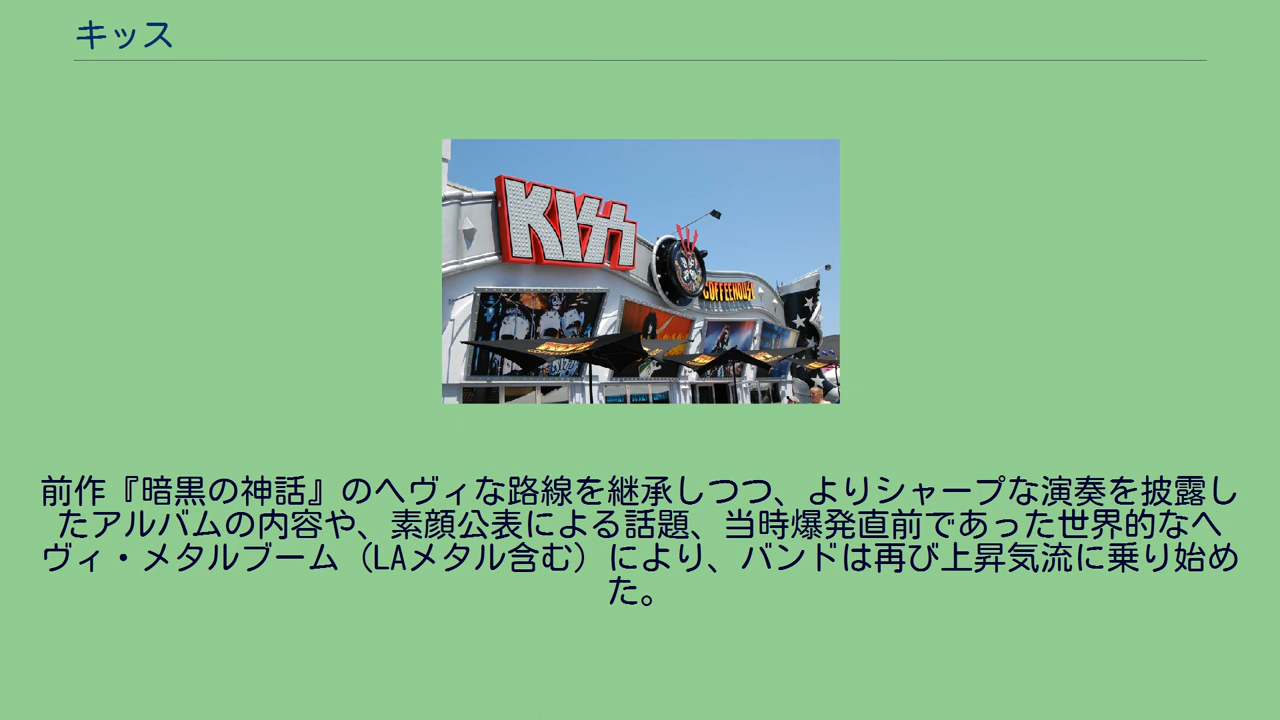 キッス
KISS
COFFEEHOUSE
前作『暗黒の神話』のヘヴィな路線を継承しつつ、よりシャープな演奏を披露し
たアルバムの内容や、素顔公表による話題、当時爆発直前であった世界的なヘ
ヴィ・メタルブーム（LAメタル含む）により、バンドは再び上昇気流に乗り始め
た。